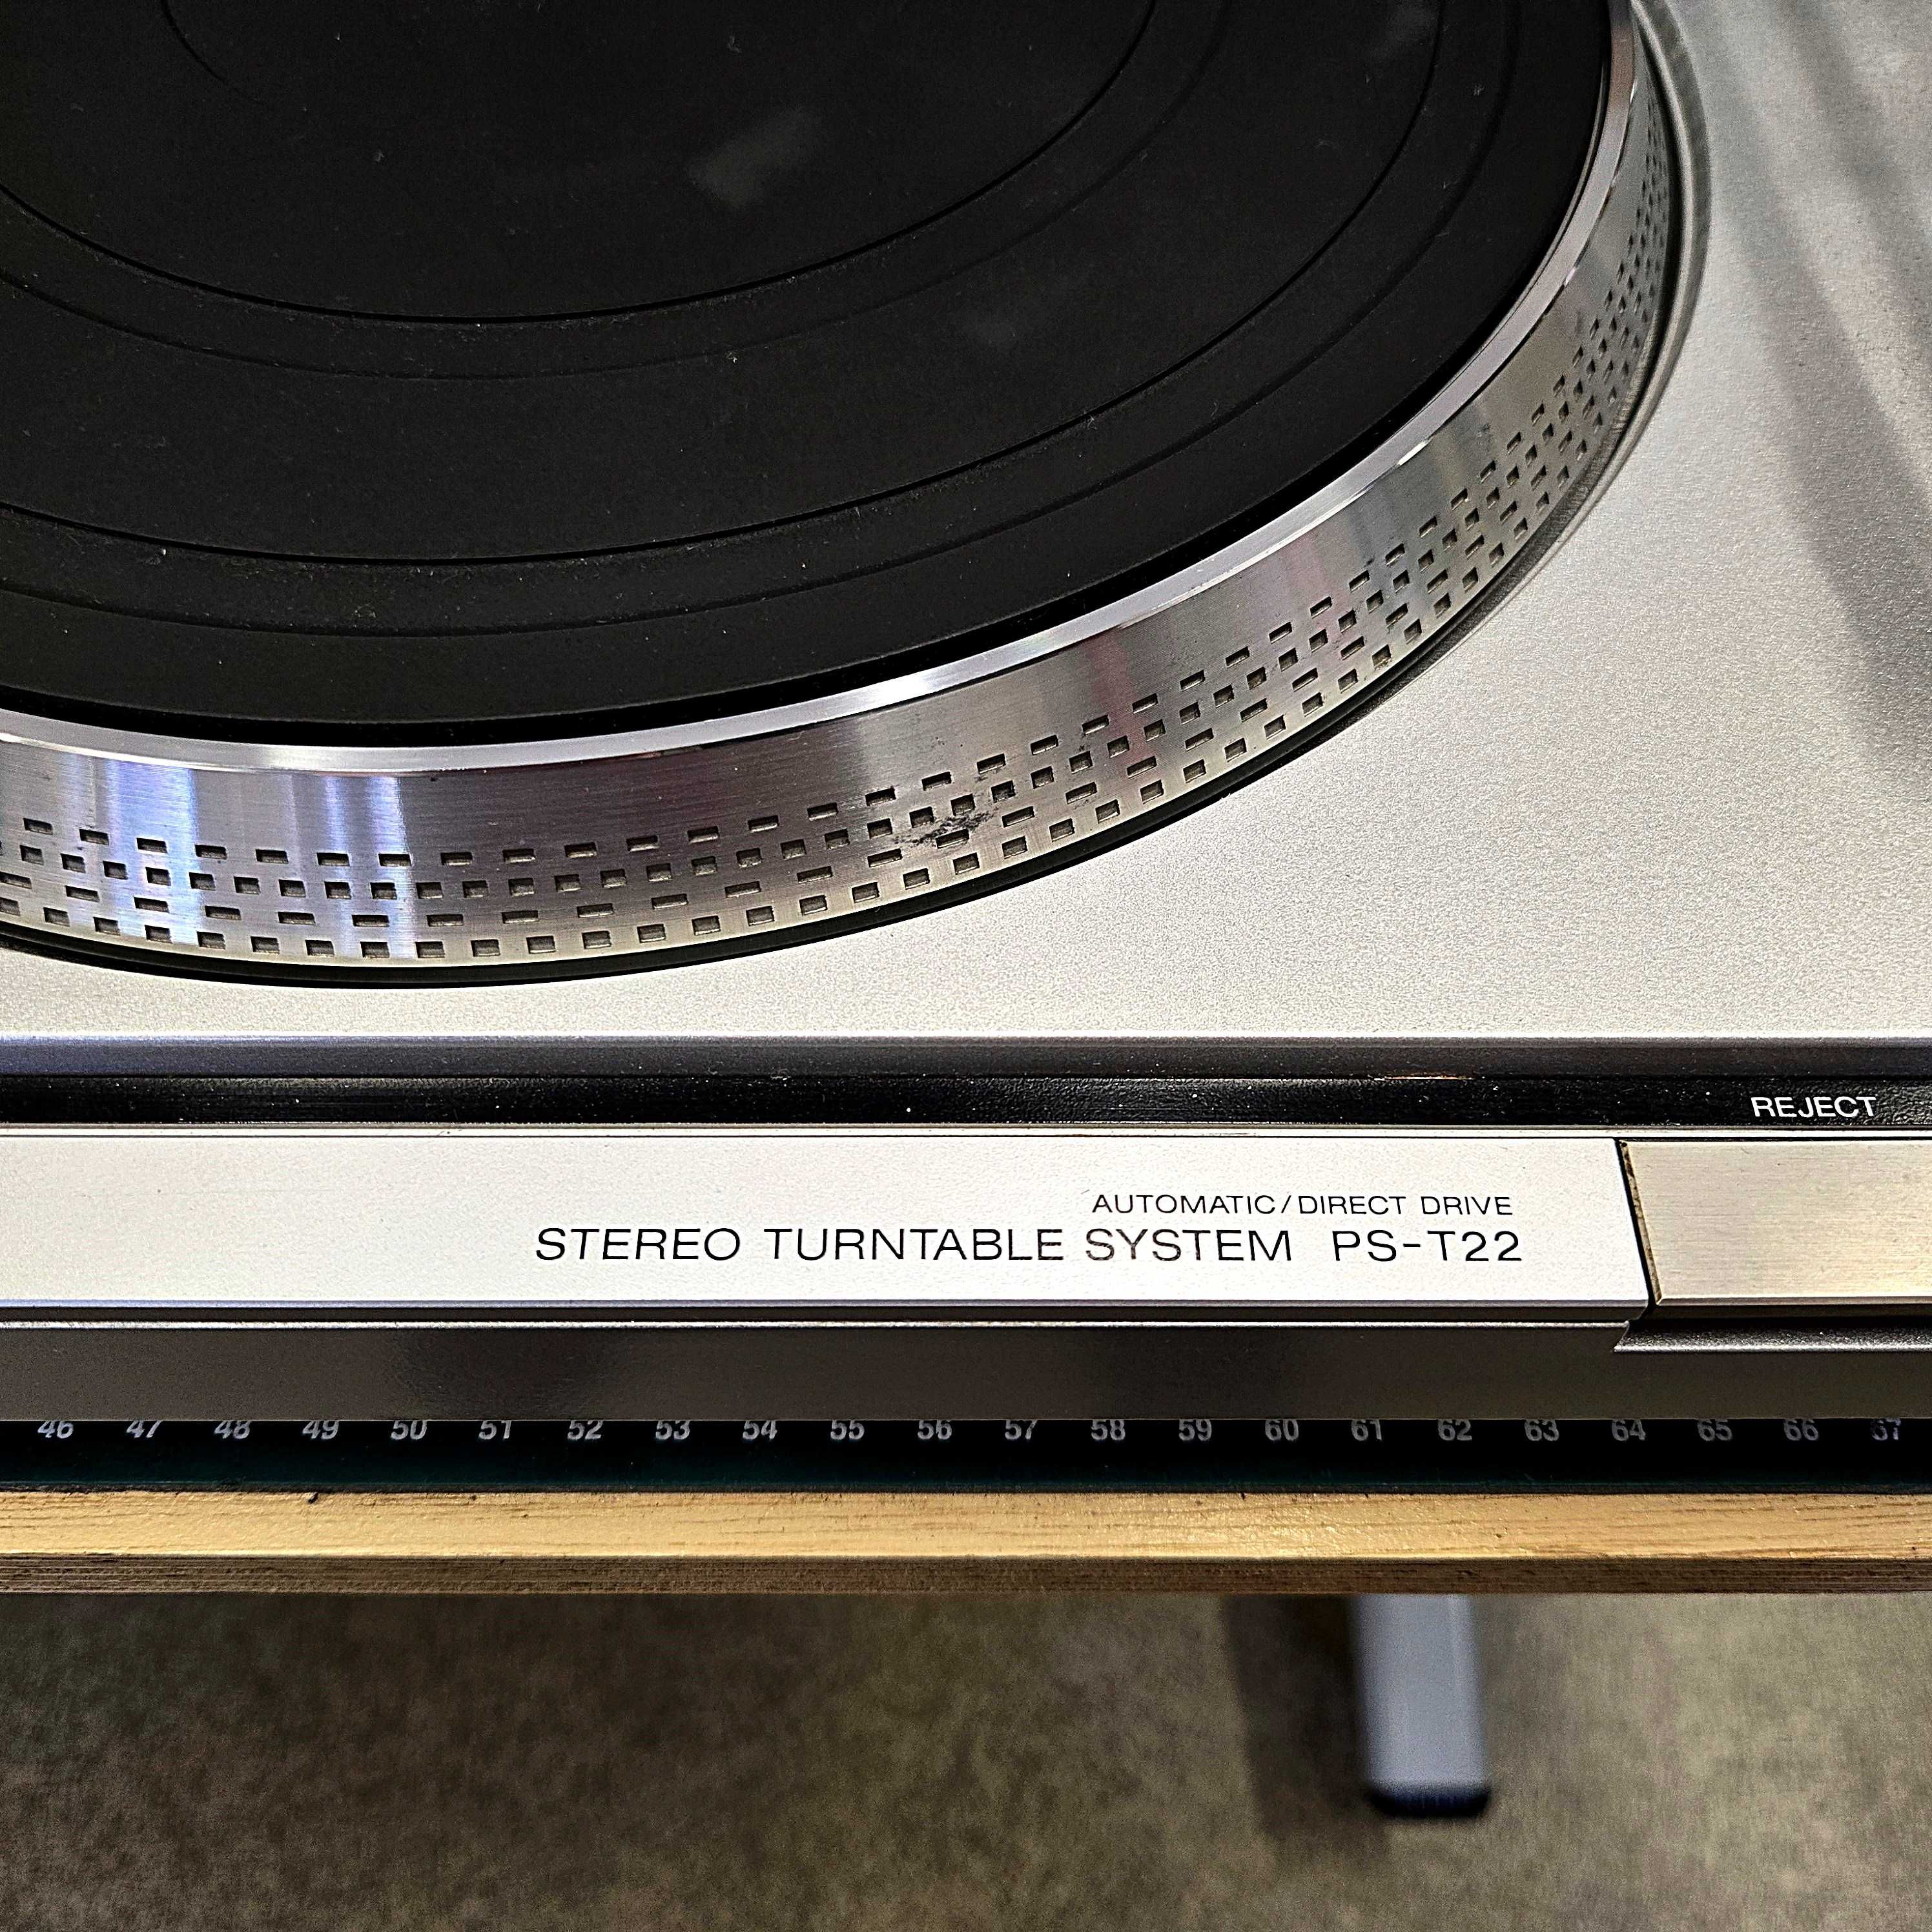 REJECT
AUTOMATIC/DIRECT DRIVE
STEREO TURNTABLE SYSTEM PS-T22
46 47 48 49 50 51 52 53 54 55 56 57 58 59 60 61 62 63 64 65 66 67